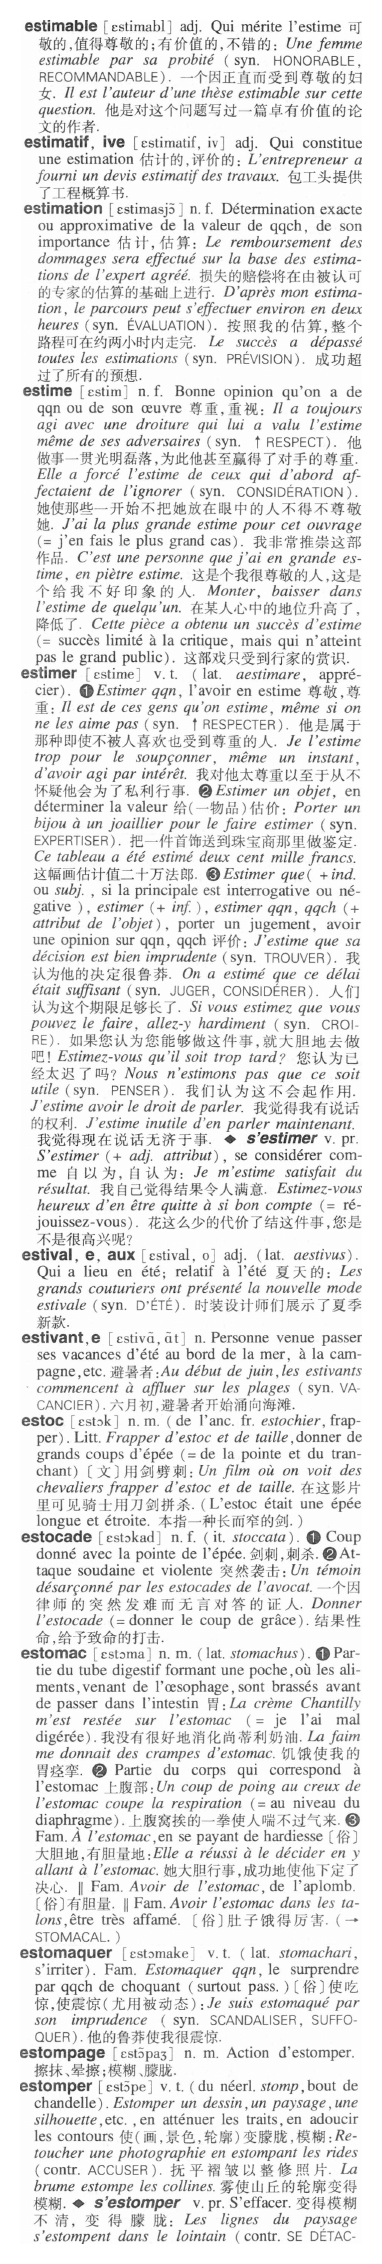 estimable [ɛstimabl] adj. Qui mérite l'estime 可
敬的,值得尊敬的;有价值的,不错的: Une femme
estimable par sa probité (syn. HONORABLE,
RECOMMANDABLE). 一个因正直而受到尊敬的妇
女. Il est l'auteur d'une thèse estimable sur cette
question. 他是对这个问题写过一篇卓有价值的论
文的作者.
estimatif, ive [ɛstimatif, iv] adj. Qui constitue
une estimation 估计的,评价的: L'entrepreneur a
fourni un devis estimatif des travaux. 包工头提供
了工程概算书.
estimation [ɛstimasjɔ̃] n. f. Détermination exacte
ou approximative de la valeur de qqch, de son
importance 估计,估算: Le remboursement des
dommages sera effectué sur la base des estima-
tions de l'expert agréé. 损失的赔偿将在由被认可
的专家的估算的基础上进行. D'après mon estima-
tion, le parcours peut s'effectuer environ en deux
heures (syn. ÉVALUATION). 按照我的估算,整个
路程可在约两小时内走完. Le succès a dépassé
toutes les estimations (syn. PRÉVISION). 成功超
过了所有的预想.
estime [ɛstim] n. f. Bonne opinion qu'on a de
qqn ou de son œuvre 尊重,重视: Il a toujours
agi avec une droiture qui lui a valu l'estime
même de ses adversaires (syn. ↑ RESPECT). 他
做事一贯光明磊落,为此他甚至赢得了对手的尊重.
Elle a forcé l'estime de ceux qui d'abord af-
fectaient de l'ignorer (syn. CONSIDÉRATION).
她使那些一开始不把她放在眼中的人不得不尊敬
她. J'ai la plus grande estime pour cet ouvrage
(= j'en fais le plus grand cas). 我非常推崇这部
作品. C'est une personne que j'ai en grande es-
time, en piètre estime. 这是个我很尊敬的人,这是
个给我不好印象的人. Monter, baisser dans
l'estime de quelqu'un. 在某人心中的地位升高了,
降低了. Cette pièce a obtenu un succès d'estime
(= succès limité à la critique, mais qui n'atteint
pas le grand public). 这部戏只受到行家的赏识.
estimer [ɛstime] v. t. (lat. aestimare, appré-
cier). ❶ Estimer qqn, l'avoir en estime 尊敬,尊
重: Il est de ces gens qu'on estime, même si on
ne les aime pas (syn. ↑ RESPECTER). 他是属于
那种即使不被人喜欢也受到尊重的人. Je l'estime
trop pour le soupçonner, même un instant,
d'avoir agi par intérêt. 我对他太尊重以至于从不
怀疑他会为了私利行事. ❷ Estimer un objet, en
déterminer la valeur 给(一物品)估价: Porter un
bijou à un joaillier pour le faire estimer (syn.
EXPERTISER). 把一件首饰送到珠宝商那里做鉴定.
Ce tableau a été estimé deux cent mille francs.
这幅画估计值二十万法郎. ❸ Estimer que (+ ind.
ou subj., si la principale est interrogative ou né-
gative), estimer (+ inf.), estimer qqn, qqch (+
attribut de l'objet), porter un jugement, avoir
une opinion sur qqn, qqch 评价: J'estime que sa
décision est bien imprudente (syn. TROUVER). 我
认为他的决定很鲁莽. On a estimé que ce délai
était suffisant (syn. JUGER, CONSIDÉRER). 人们
认为这个期限足够长了. Si vous estimez que vous
pouvez le faire, allez-y hardiment (syn. CROI-
RE). 如果您认为您能够做这件事,就大胆地去做
吧! Estimez-vous qu'il soit trop tard? 您认为已
经太迟了吗? Nous n'estimons pas que ce soit
utile (syn. PENSER). 我们认为这不会起作用.
J'estime avoir le droit de parler. 我觉得我有说话
的权利. J'estime inutile d'en parler maintenant.
我觉得现在说话无济于事. ◆ s'estimer v. pr.
S'estimer (+ adj. attribut), se considérer com-
me 自以为,自认为: Je m'estime satisfait du
résultat. 我自己觉得结果令人满意. Estimez-vous
heureux d'en être quitte à si bon compte (= ré-
jouissez-vous). 花这么少的代价了结这件事,您是
不是很高兴呢?
estival, e, aux [ɛstival, o] adj. (lat. aestivus).
Qui a lieu en été; relatif à l'été 夏天的: Les
grands couturiers ont présenté la nouvelle mode
estivale (syn. D'ÉTÉ). 时装设计师们展示了夏季
新款.
estivant, e [ɛstivɑ̃, ɑ̃t] n. Personne venue passer
ses vacances d'été au bord de la mer, à la cam-
pagne, etc. 避暑者: Au début de juin, les estivants
commencent à affluer sur les plages (syn. VA-
CANCIER). 六月初,避暑者开始涌向海滩.
estoc [ɛstɔk] n. m. (de l'anc. fr. estochier, frap-
per). Litt. Frapper d'estoc et de taille, donner de
grands coups d'épée (= de la pointe et du tran-
chant) [文]用剑劈刺: Un film où on voit des
chevaliers frapper d'estoc et de taille. 在这影片
里可见骑士用刀剑拼杀. (L'estoc était une épée
longue et étroite. 本指一种长而窄的剑.)
estocade [ɛstɔkad] n. f. (it. stoccata). ❶ Coup
donné avec la pointe de l'épée. 剑刺,刺杀. ❷ At-
taque soudaine et violente 突然袭击: Un témoin
désarçonné par les estocades de l'avocat. 一个因
律师的突然发难而无言对答的证人. Donner
l'estocade (= donner le coup de grâce). 结果性
命,给予致命的打击.
estomac [ɛstɔma] n. m. (lat. stomachus). ❶ Par-
tie du tube digestif formant une poche, où les ali-
ments, venant de l'œsophage, sont brassés avant
de passer dans l'intestin 胃: La crème Chantilly
m'est restée sur l'estomac (= je l'ai mal
digérée). 我没有很好地消化尚蒂利奶油. La faim
me donnait des crampes d'estomac. 饥饿使我的
胃痉挛. ❷ Partie du corps qui correspond à
l'estomac 上腹部: Un coup de poing au creux de
l'estomac coupe la respiration (= au niveau du
diaphragme). 上腹窝挨的一拳使人喘不过气来. ❸
Fam. À l'estomac, en se payant de hardiesse [俗]
大胆地,有胆量地: Elle a réussi à le décider en y
allant à l'estomac. 她大胆行事,成功地使他下定了
决心. ‖ Fam. Avoir de l'estomac, de l'aplomb.
[俗]有胆量. ‖ Fam. Avoir l'estomac dans les ta-
lons, être très affamé. [俗]肚子饿得厉害. (→
STOMACAL.)
estomaquer [ɛstɔmake] v. t. (lat. stomachari,
s'irriter). Fam. Estomaquer qqn, le surprendre
par qqch de choquant (surtout pass.) [俗]使吃
惊,使震惊(尤用被动态): Je suis estomaqué par
son imprudence (syn. SCANDALISER, SUFFO-
QUER). 他的鲁莽使我很震惊.
estompage [ɛstɔ̃paʒ] n. m. Action d'estomper.
擦抹、晕擦;模糊、朦胧.
estomper [ɛstɔ̃pe] v. t. (du néerl. stomp, bout de
chandelle). Estomper un dessin, un paysage, une
silhouette, etc., en atténuer les traits, en adoucir
les contours 使(画,景色,轮廓)变朦胧,模糊: Re-
toucher une photographie en estompant les rides
(contr. ACCUSER). 抚平褶皱以整修照片. La
brume estompe les collines. 雾使山丘的轮廓变得
模糊. ◆ s'estomper v. pr. S'effacer. 变得模糊
不清,变得朦胧: Les lignes du paysage
s'estompent dans le lointain (contr. SE DÉTAC-